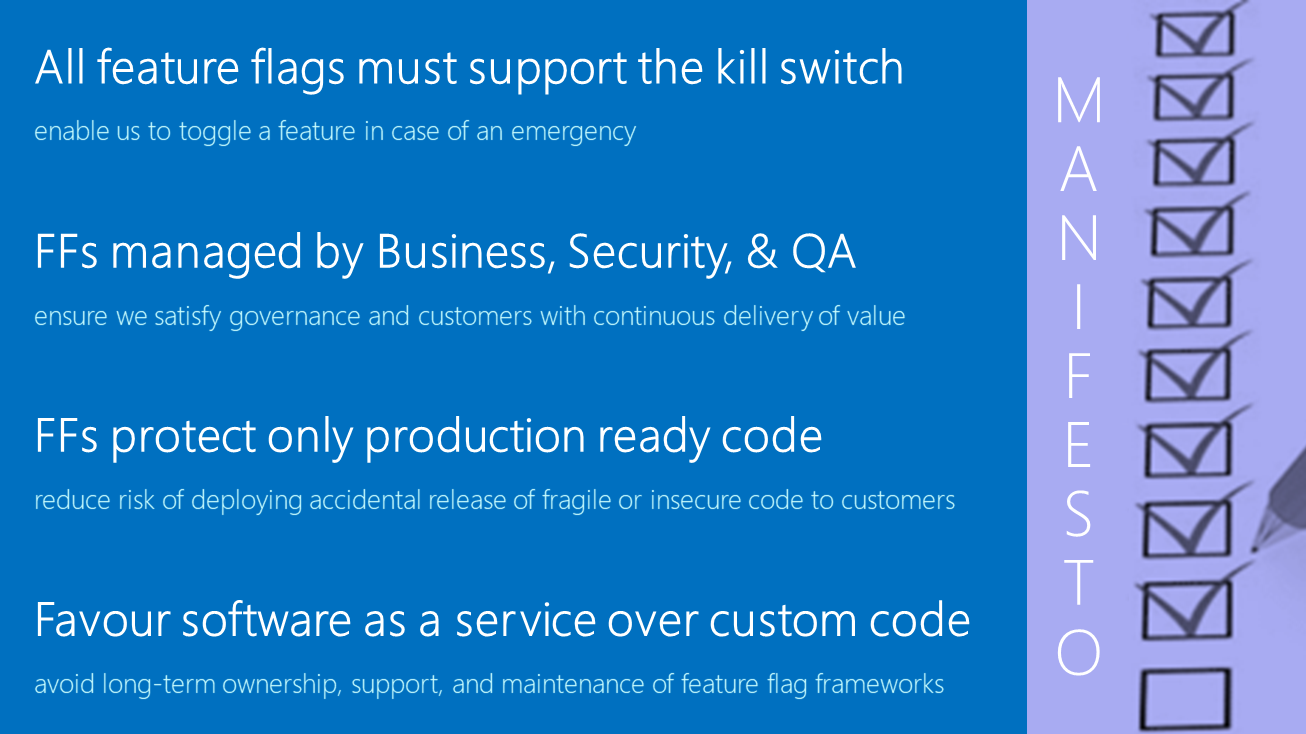 All feature flags must support the kill switch
enable us to toggle a feature in case of an emergency
FFs managed by Business, Security, & QA
ensure we satisfy governance and customers with continuous delivery of value
FFs protect only production ready code
reduce risk of deploying accidental release of fragile or insecure code to customers
Favour software as a service over custom code
avoid long-term ownership, support, and maintenance of feature flag frameworks
MANIFESTO